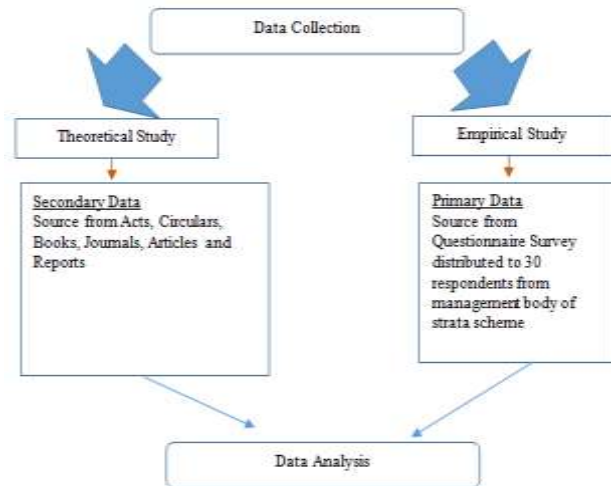 Data Collection
Theoretical Study
Empirical Study
Secondary Data
Source from Acts, Circulars,
Books, Journals, Articles and
Reports
Primary Data
Source from
Questionnaire Survey
distributed to 30
respondents from
management body of
strata scheme
Data Analysis